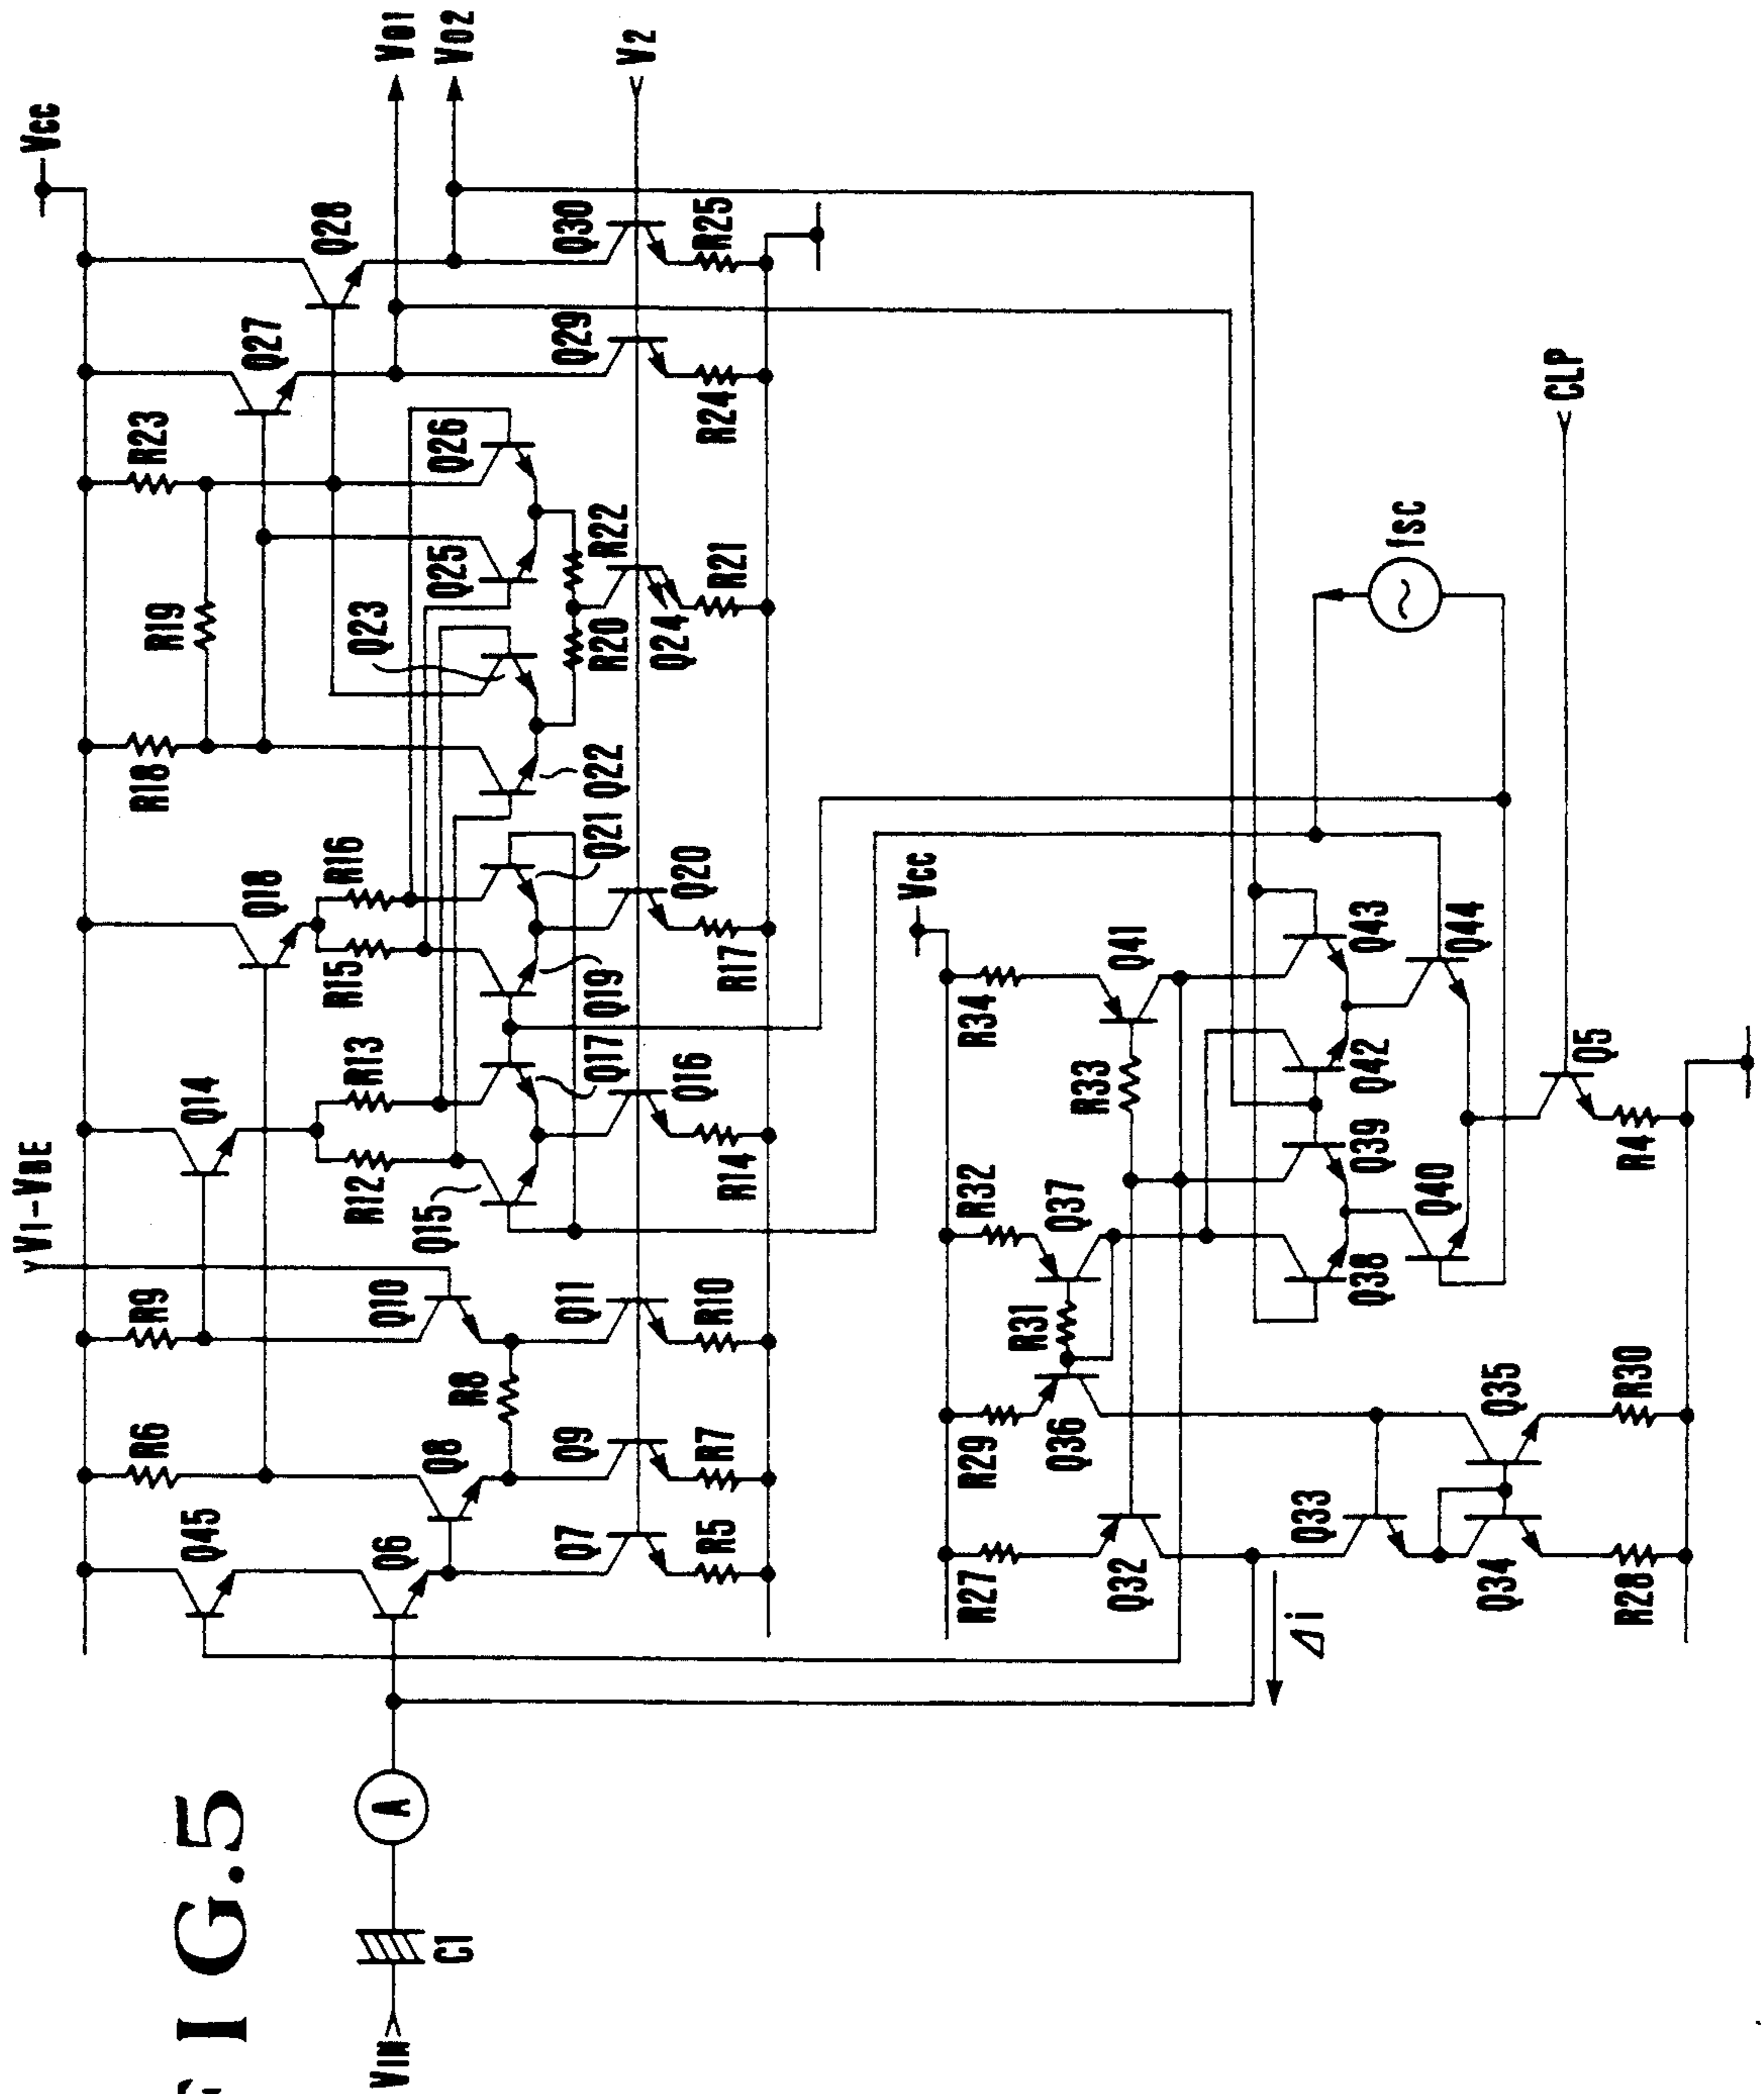 V1-VBE
Vcc
FIG.5
R6
R9
R18
R19
R23
Q45
Q14
Q18
Q27
Q28
R12
R13
R15
R16
Q23
VIN
C1
A
Q6
Q8
R8
Q10
Q15
Q25
Q26
V01
V02
Q7
Q9
Q11
Q17
Q19
Q21
Q22
R20
R22
Q29
Q30
V2
R5
R7
R10
R14
Q16
R17
Q20
Q24
R21
R24
R25
Vcc
R27
R29
R32
R34
R31
Q36
Q37
R33
Q41
Q32
Δi
Q33
Q38
Q39
Q42
Q43
fsc
Q34
Q35
Q40
Q44
CLP
R28
R30
R4
Q5